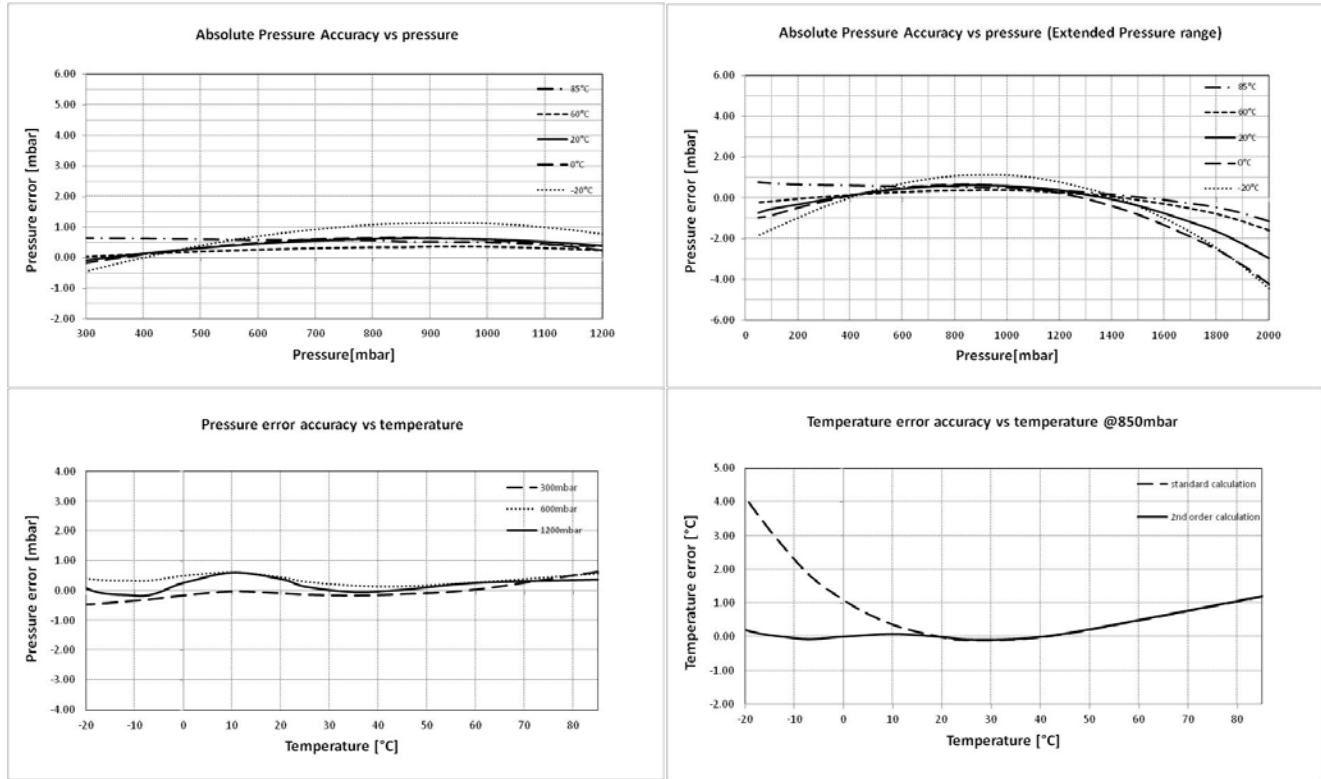 Absolute Pressure Accuracy vs pressure
6.00
5.00
4.00
3.00
2.00
1.00
0.00
-1.00
-2.00
Pressure error [mbar]
85°C
60°C
20°C
0°C
-20°C
300 400 500 600 700 800 900 1000 1100 1200
Pressure[mbar]
Absolute Pressure Accuracy vs pressure (Extended Pressure range)
6.00
4.00
2.00
0.00
-2.00
-4.00
-6.00
Pressure error [mbar]
85°C
60°C
20°C
0°C
-20°C
0 200 400 600 800 1000 1200 1400 1600 1800 2000
Pressure[mbar]
Pressure error accuracy vs temperature
4.00
3.00
2.00
1.00
0.00
-1.00
-2.00
-3.00
-4.00
Pressure error [mbar]
300mbar
600mbar
1200mbar
-20 -10 0 10 20 30 40 50 60 70 80
Temperature [°C]
Temperature error accuracy vs temperature @850mbar
5.00
4.00
3.00
2.00
1.00
0.00
-1.00
-2.00
Temperature error [°C]
standard calculation
2nd order calculation
-20 -10 0 10 20 30 40 50 60 70 80
Temperature [°C]